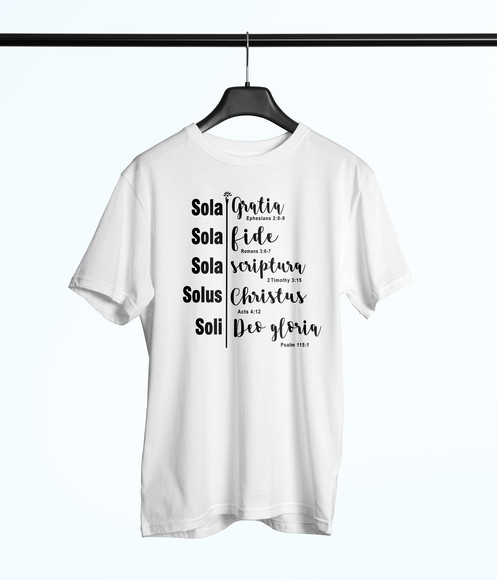 Sola Gratia
Ephesians 2:8-9
Sola fide
Romans 3:6-7
Sola scriptura
2 Timothy 3:15
Solus Christus
Acts 4:12
Soli Deo gloria
Psalm 115:1